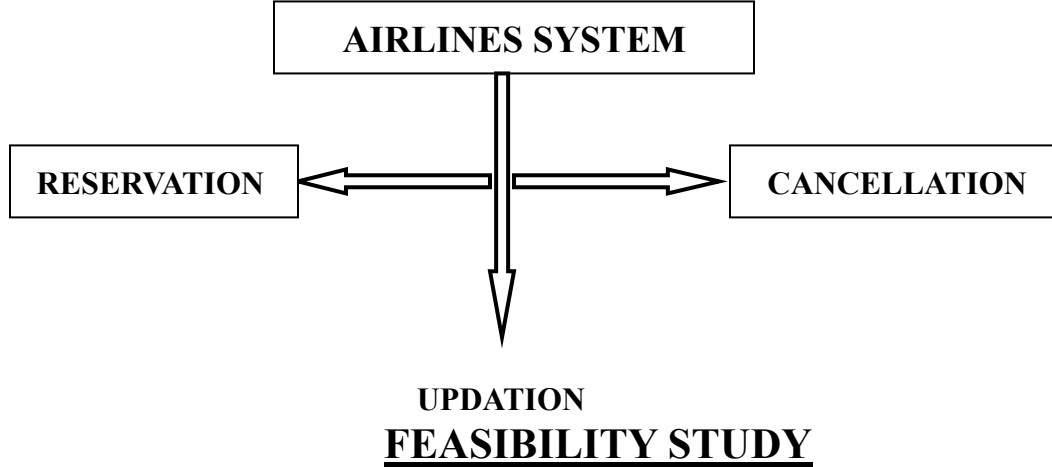 AIRLINES SYSTEM
RESERVATION
CANCELLATION
UPDATION
FEASIBILITY STUDY